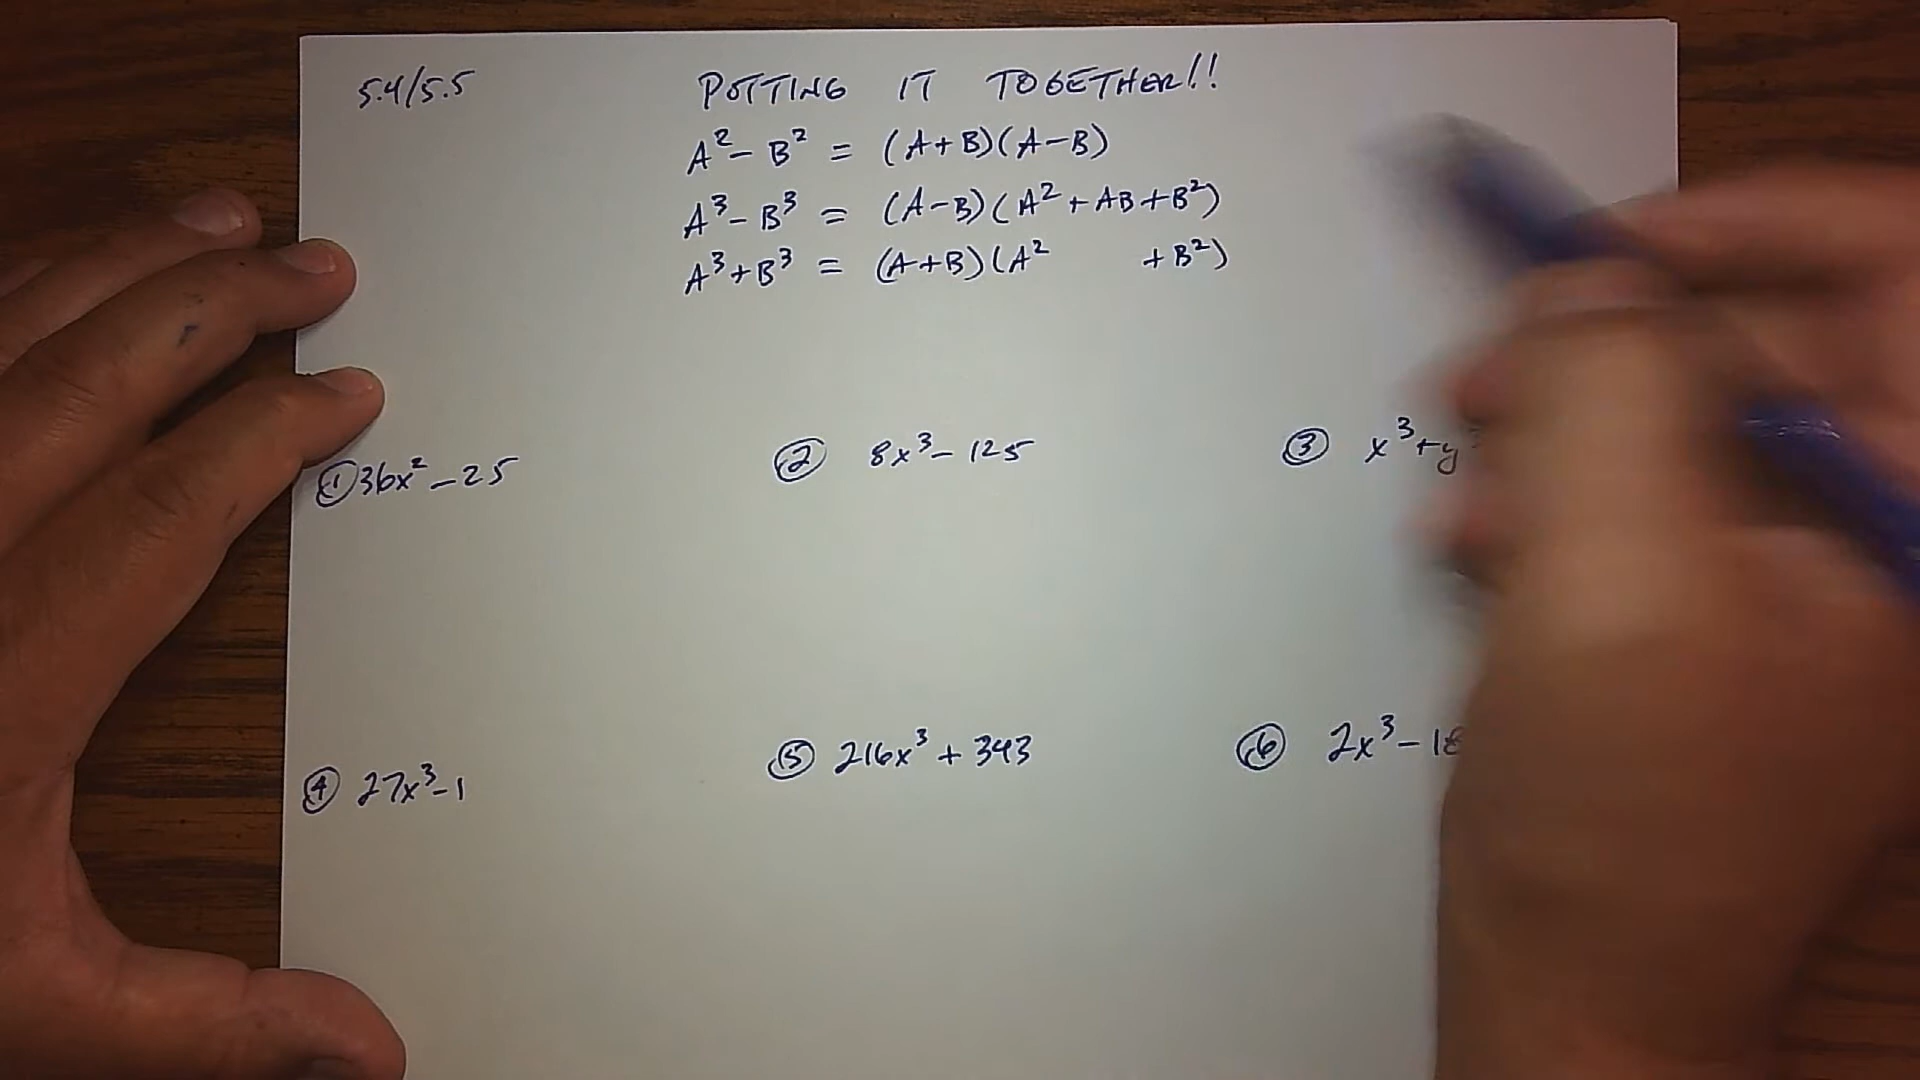 5.4/5.5 PUTTING IT TOGETHER!!
A² - B² = (A+B)(A-B)
A³ - B³ = (A-B)(A² + AB + B²)
A³ + B³ = (A+B)(A² + B²)
① 36x² - 25 ② 8x³ - 125 ③ x³ + y
④ 27x³ - 1 ⑤ 216x³ + 343 ⑥ 2x³ - 18